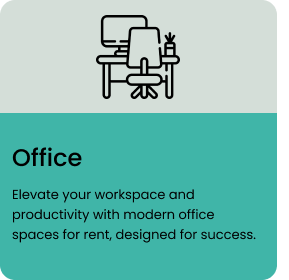 Office
Elevate your workspace and
productivity with modern office
spaces for rent, designed for success.